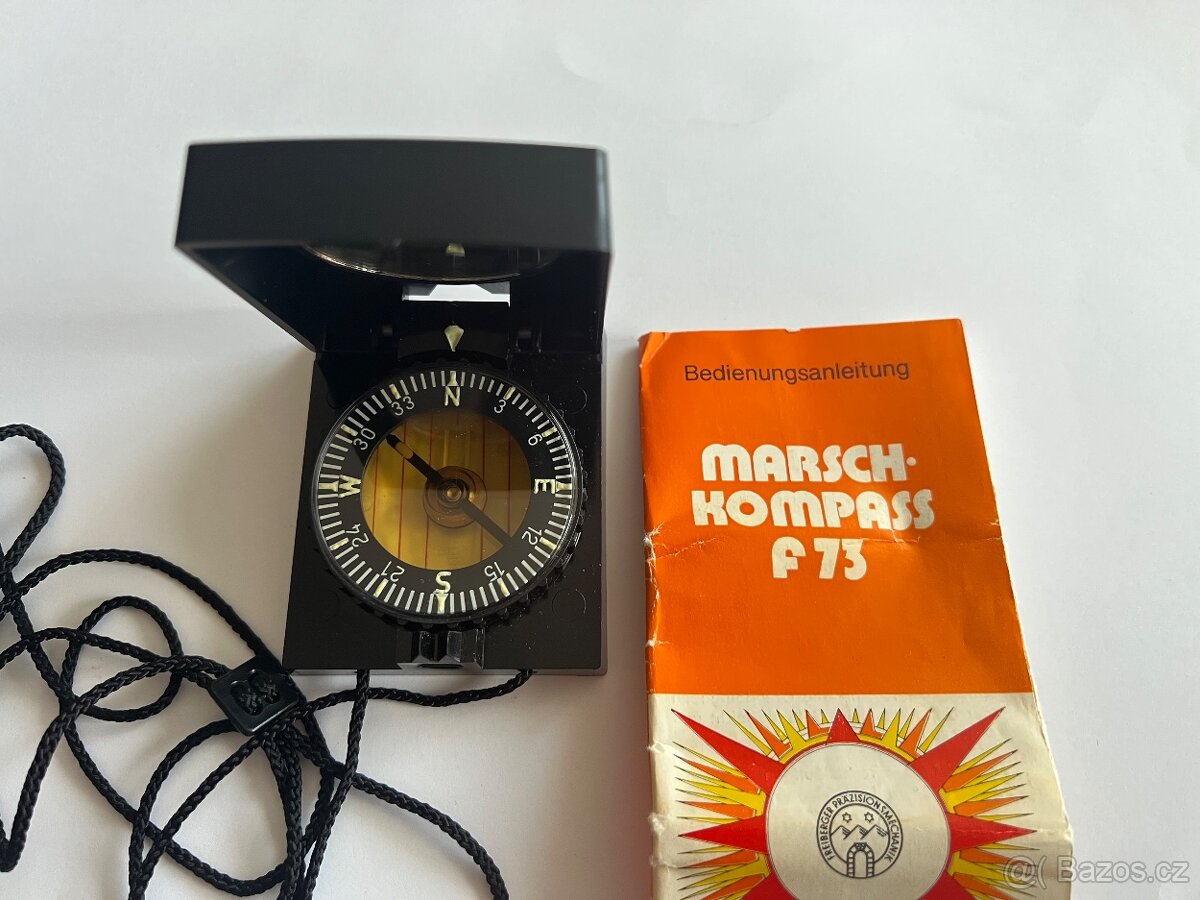 N
3
6
E
12
15
S
21
24
W
30
33
Bedienungsanleitung
MARSCH-
KOMPASS
F 73
FREIBERGER PRÄZISIONSMECHANIK
Bazos.cz